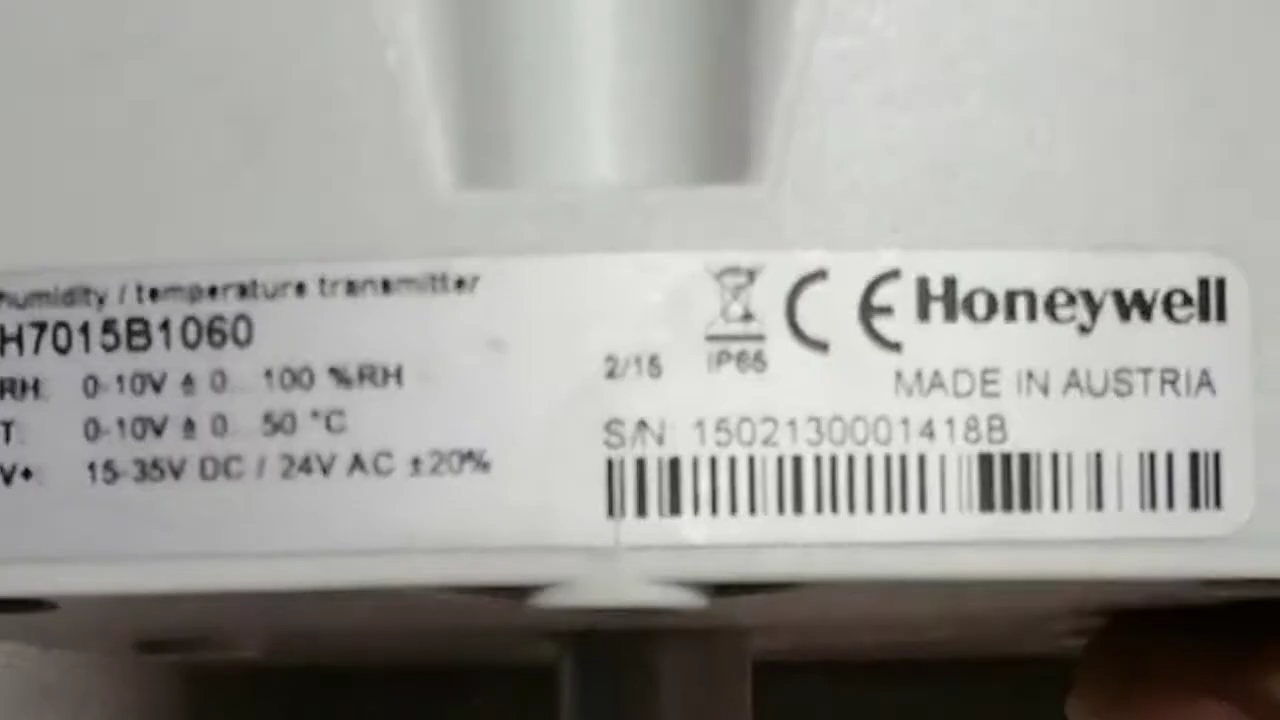 humidity / temperature transmitter
H7015B1060
RH: 0-10V ≙ 0...100 %RH
T: 0-10V ≙ 0...50 °C
V+: 15-35V DC / 24V AC ±20%
2/15
IP65
CE
Honeywell
MADE IN AUSTRIA
S/N: 1502130001418B